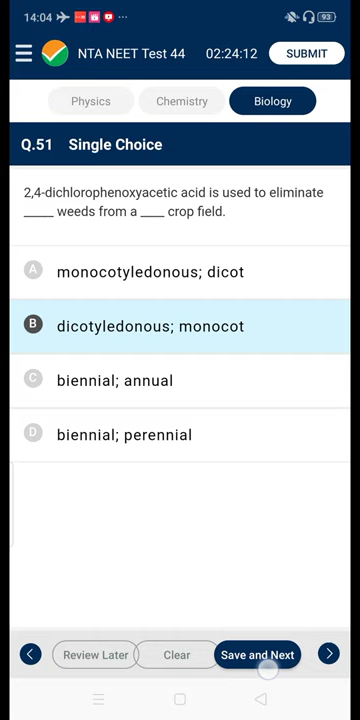 14:04 93
NTA NEET Test 44 02:24:12 SUBMIT
Physics Chemistry Biology
Q.51 Single Choice
2,4-dichlorophenoxyacetic acid is used to eliminate
_____ weeds from a ____ crop field.
A monocotyledonous; dicot
B dicotyledonous; monocot
C biennial; annual
D biennial; perennial
Review Later Clear Save and Next